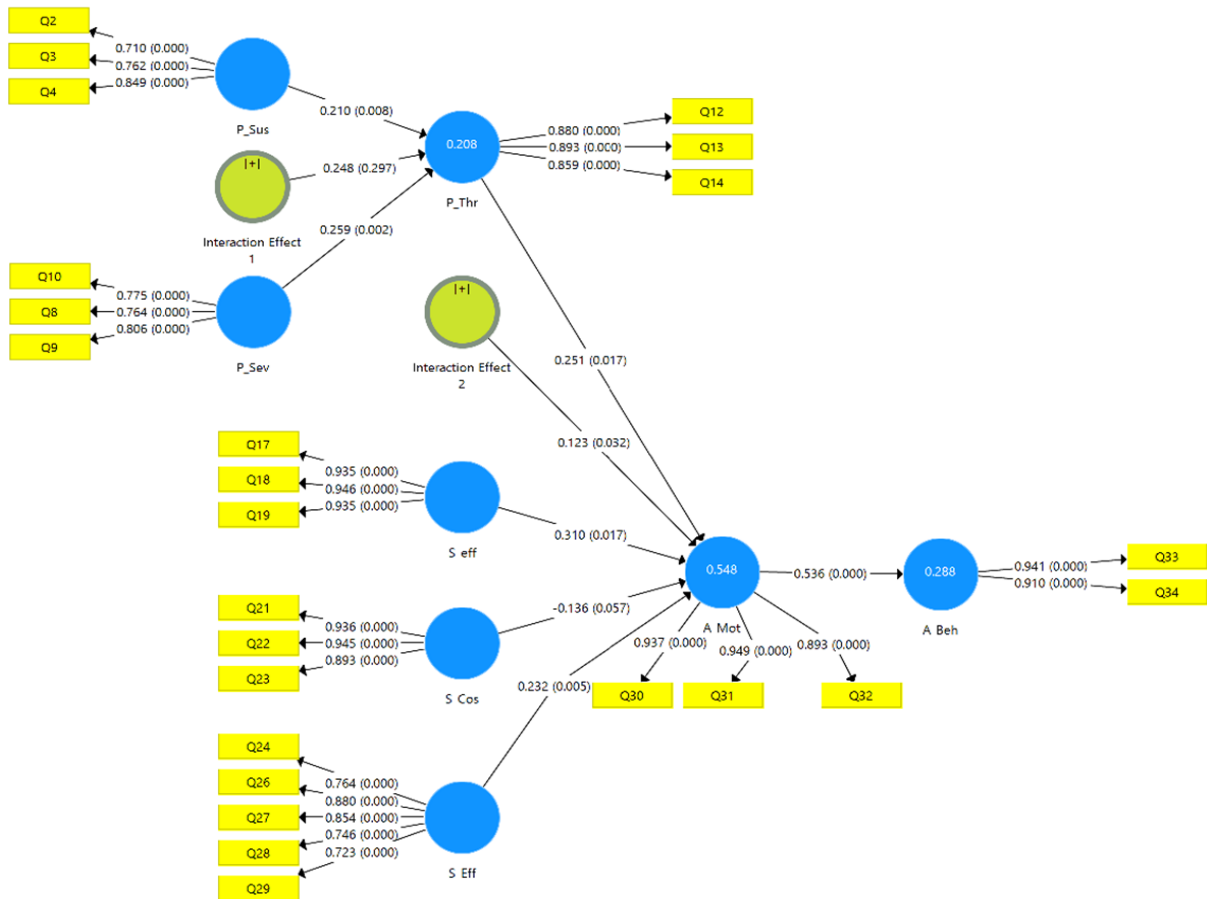 Q2
0.710 (0.000)
Q3
0.762 (0.000)
Q4
0.849 (0.000)
P_Sus
0.210 (0.008)
|+|
Interaction Effect
1
0.248 (0.297)
0.208
P_Thr
0.880 (0.000)
Q12
0.893 (0.000)
Q13
0.859 (0.000)
Q14
0.259 (0.002)
Q10
0.775 (0.000)
Q8
0.764 (0.000)
Q9
0.806 (0.000)
P_Sev
|+|
Interaction Effect
2
0.251 (0.017)
0.123 (0.032)
Q17
0.935 (0.000)
Q18
0.946 (0.000)
Q19
0.935 (0.000)
S eff
0.310 (0.017)
Q21
0.936 (0.000)
Q22
0.945 (0.000)
Q23
0.893 (0.000)
S Cos
-0.136 (0.057)
0.548
A Mot
0.536 (0.000)
0.288
A Beh
0.941 (0.000)
Q33
0.910 (0.000)
Q34
0.937 (0.000)
0.949 (0.000)
0.893 (0.000)
Q30
Q31
Q32
0.232 (0.005)
Q24
0.764 (0.000)
Q26
0.880 (0.000)
Q27
0.854 (0.000)
Q28
0.746 (0.000)
Q29
0.723 (0.000)
S Eff